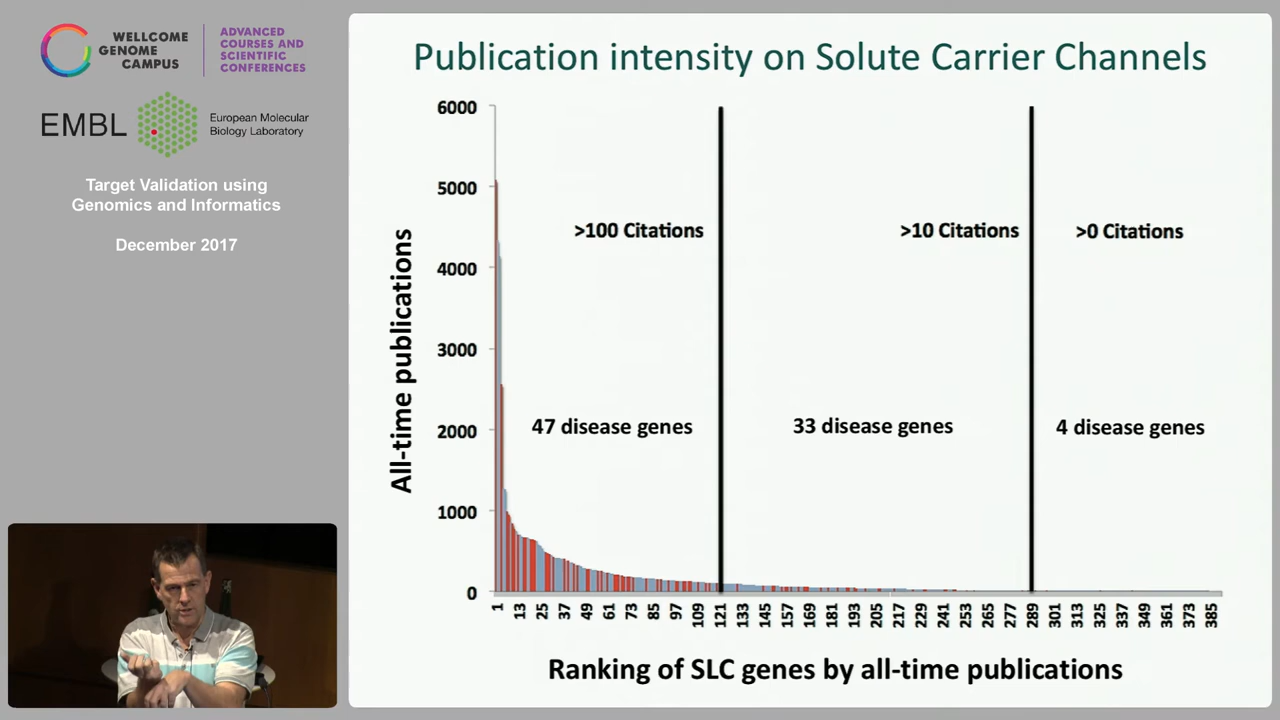 WELLCOME
GENOME
CAMPUS
ADVANCED
COURSES AND
SCIENTIFIC
CONFERENCES
EMBL
European Molecular
Biology Laboratory
Target Validation using
Genomics and Informatics
December 2017
Publication intensity on Solute Carrier Channels
All-time publications
6000
5000
4000
3000
2000
1000
0
>100 Citations
>10 Citations
>0 Citations
47 disease genes
33 disease genes
4 disease genes
1 13 25 37 49 61 73 85 97 109 121 133 145 157 169 181 193 205 217 229 241 253 265 277 289 301 313 325 337 349 361 373 385
Ranking of SLC genes by all-time publications